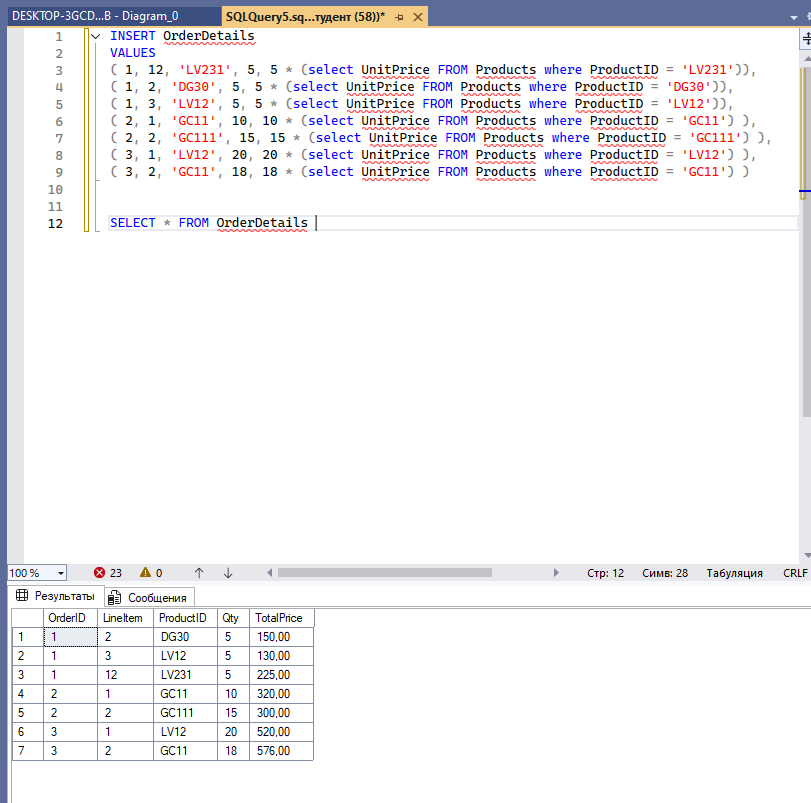 DESKTOP-3GCD...B - Diagram_0 SQLQuery5.sq...тудент (58))*
1 INSERT OrderDetails
2 VALUES
3 ( 1, 12, 'LV231', 5, 5 * (select UnitPrice FROM Products where ProductID = 'LV231')),
4 ( 1, 2, 'DG30', 5, 5 * (select UnitPrice FROM Products where ProductID = 'DG30')),
5 ( 1, 3, 'LV12', 5, 5 * (select UnitPrice FROM Products where ProductID = 'LV12')),
6 ( 2, 1, 'GC11', 10, 10 * (select UnitPrice FROM Products where ProductID = 'GC11') ),
7 ( 2, 2, 'GC111', 15, 15 * (select UnitPrice FROM Products where ProductID = 'GC111') ),
8 ( 3, 1, 'LV12', 20, 20 * (select UnitPrice FROM Products where ProductID = 'LV12') ),
9 ( 3, 2, 'GC11', 18, 18 * (select UnitPrice FROM Products where ProductID = 'GC11') )
10
11
12 SELECT * FROM OrderDetails
100 % 23 0 Стр: 12 Симв: 28 Табуляция CRLF
Результаты Сообщения
OrderID LineItem ProductID Qty TotalPrice
1 1 2 DG30 5 150,00
2 1 3 LV12 5 130,00
3 1 12 LV231 5 225,00
4 2 1 GC11 10 320,00
5 2 2 GC111 15 300,00
6 3 1 LV12 20 520,00
7 3 2 GC11 18 576,00